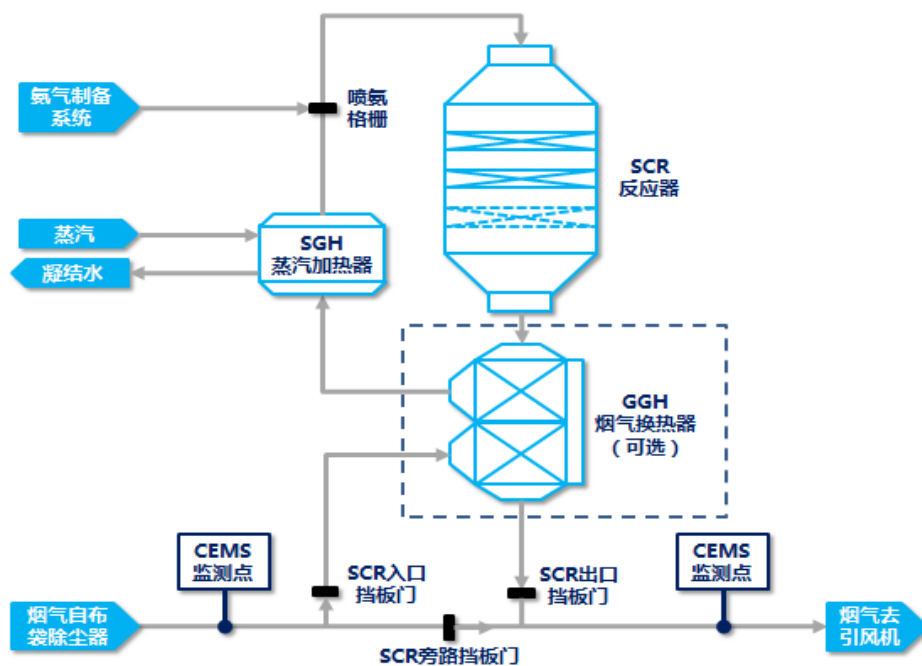 氨气制备
系统
喷氨
格栅
SCR
反应器
蒸汽
凝结水
SGH
蒸汽加热器
GGH
烟气换热器
（可选）
CEMS
监测点
SCR入口
挡板门
SCR出口
挡板门
CEMS
监测点
烟气自布
袋除尘器
SCR旁路挡板门
烟气去
引风机